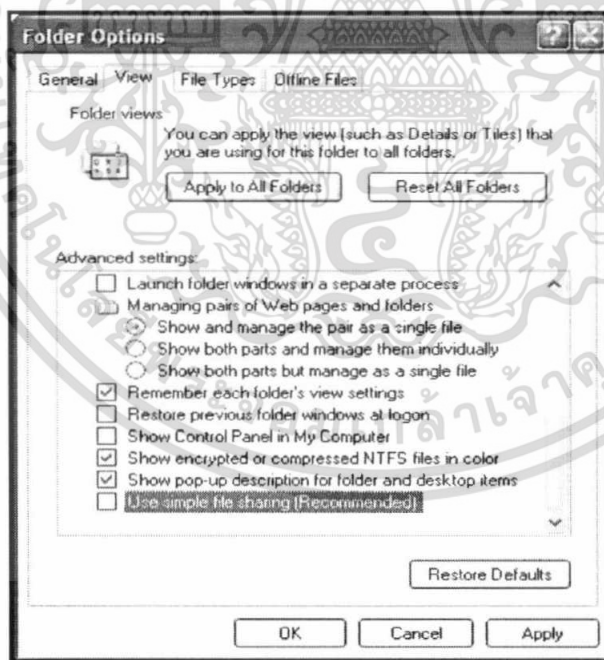 Folder Options
General View File Types Offline Files
Folder views
You can apply the view (such as Details or Tiles) that
you are using for this folder to all folders.
Apply to All Folders Reset All Folders
Advanced settings:
Launch folder windows in a separate process
Managing pairs of Web pages and folders
Show and manage the pair as a single file
Show both parts and manage them individually
Show both parts but manage as a single file
Remember each folder's view settings
Restore previous folder windows at logon
Show Control Panel in My Computer
Show encrypted or compressed NTFS files in color
Show pop-up description for folder and desktop items
Use simple file sharing (Recommended)
Restore Defaults
OK Cancel Apply